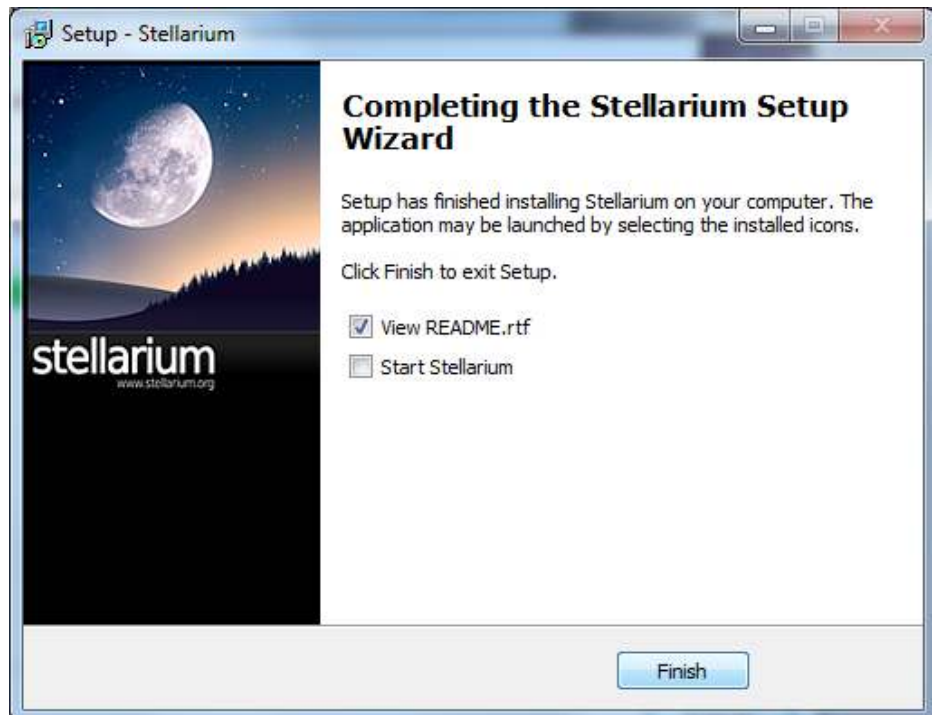 Setup - Stellarium
Completing the Stellarium Setup
Wizard
Setup has finished installing Stellarium on your computer. The
application may be launched by selecting the installed icons.
Click Finish to exit Setup.
View README.rtf
Start Stellarium
stellarium
www.stellarium.org
Finish